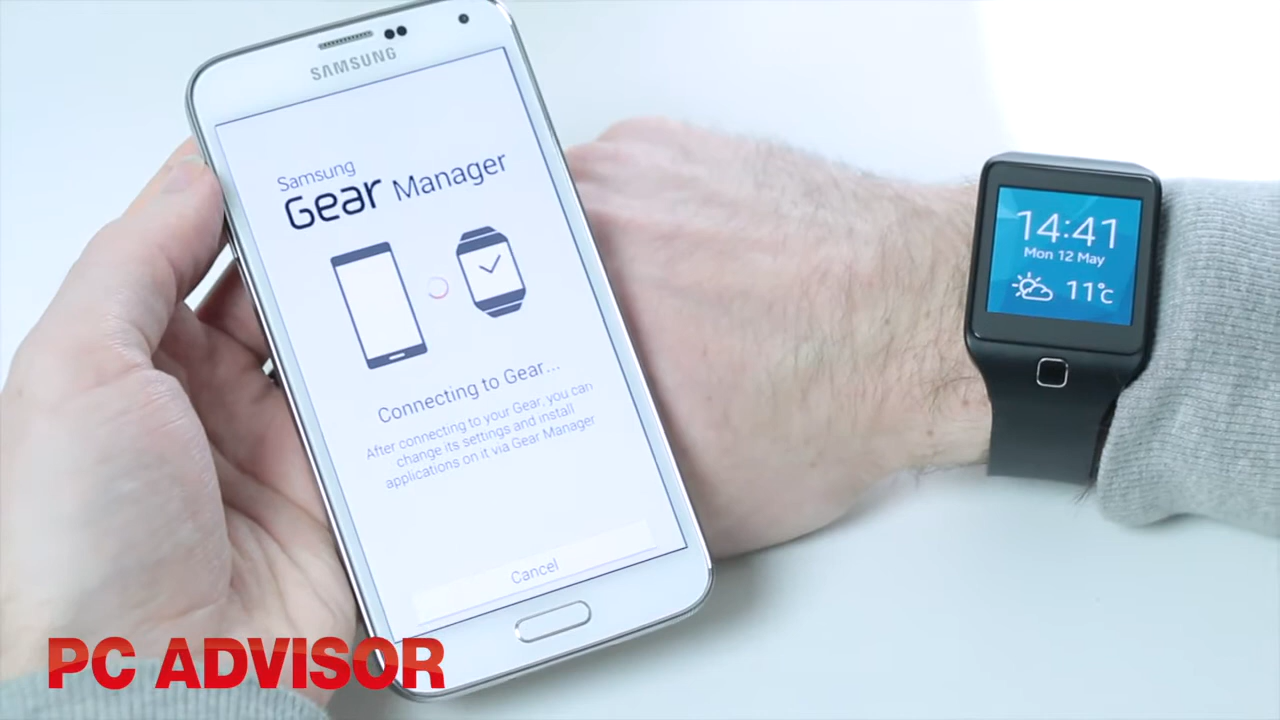 SAMSUNG
Samsung
Gear Manager
Connecting to Gear...
After connecting to your Gear, you can
change its settings and install
applications on it via Gear Manager
Cancel
14:41
Mon 12 May
11°c
PC ADVISOR